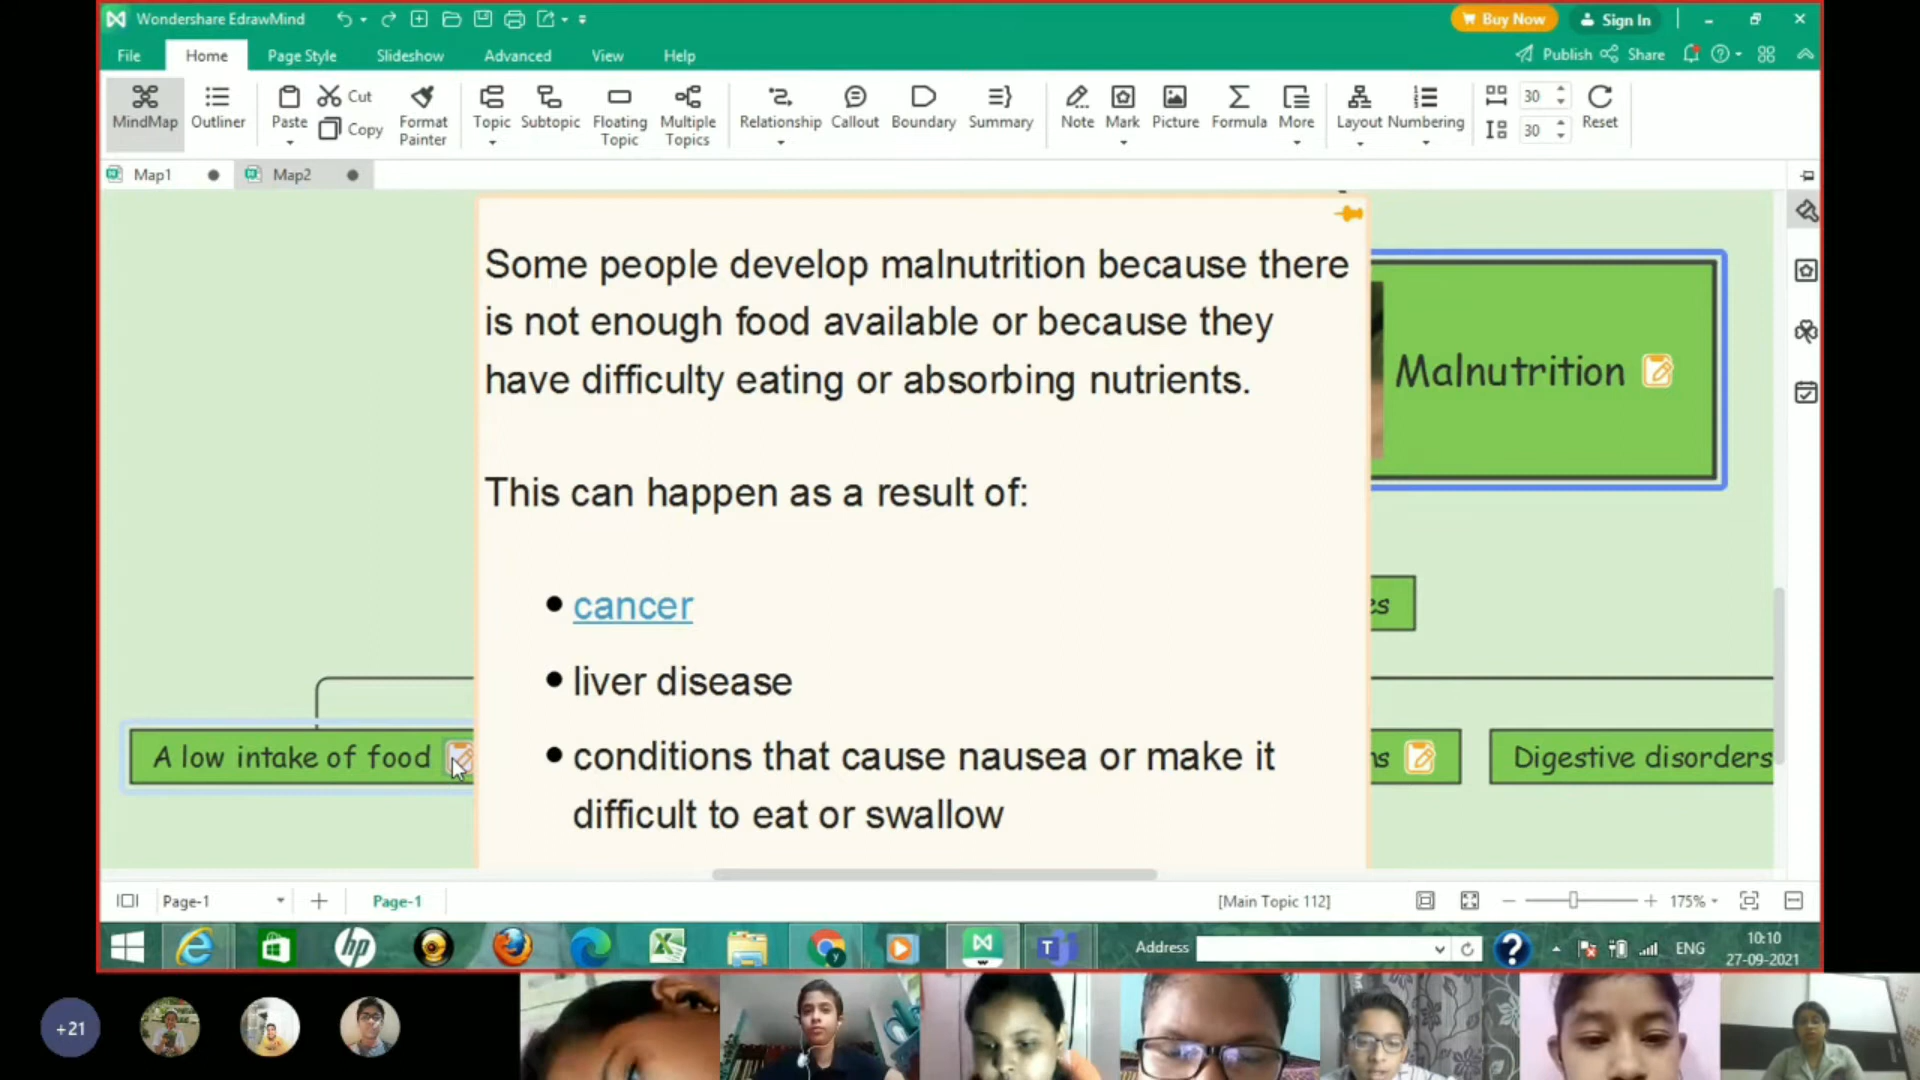 Wondershare EdrawMind
Buy Now
Sign In
File Home Page Style Slideshow Advanced View Help
Publish Share
MindMap
Outliner
Paste
Cut
Copy
Format Painter
Topic
Subtopic
Floating Topic
Multiple Topics
Relationship
Callout
Boundary
Summary
Note
Mark
Picture
Formula
More
Layout
Numbering
30
30
Reset
Map1
Map2
Some people develop malnutrition because there
is not enough food available or because they
have difficulty eating or absorbing nutrients.
This can happen as a result of:
• cancer
• liver disease
• conditions that cause nausea or make it
difficult to eat or swallow
Malnutrition
es
A low intake of food
ns
Digestive disorders
Page-1
Page-1
[Main Topic 112]
175%
hp
Address
ENG
10:10
27-09-2021
+21